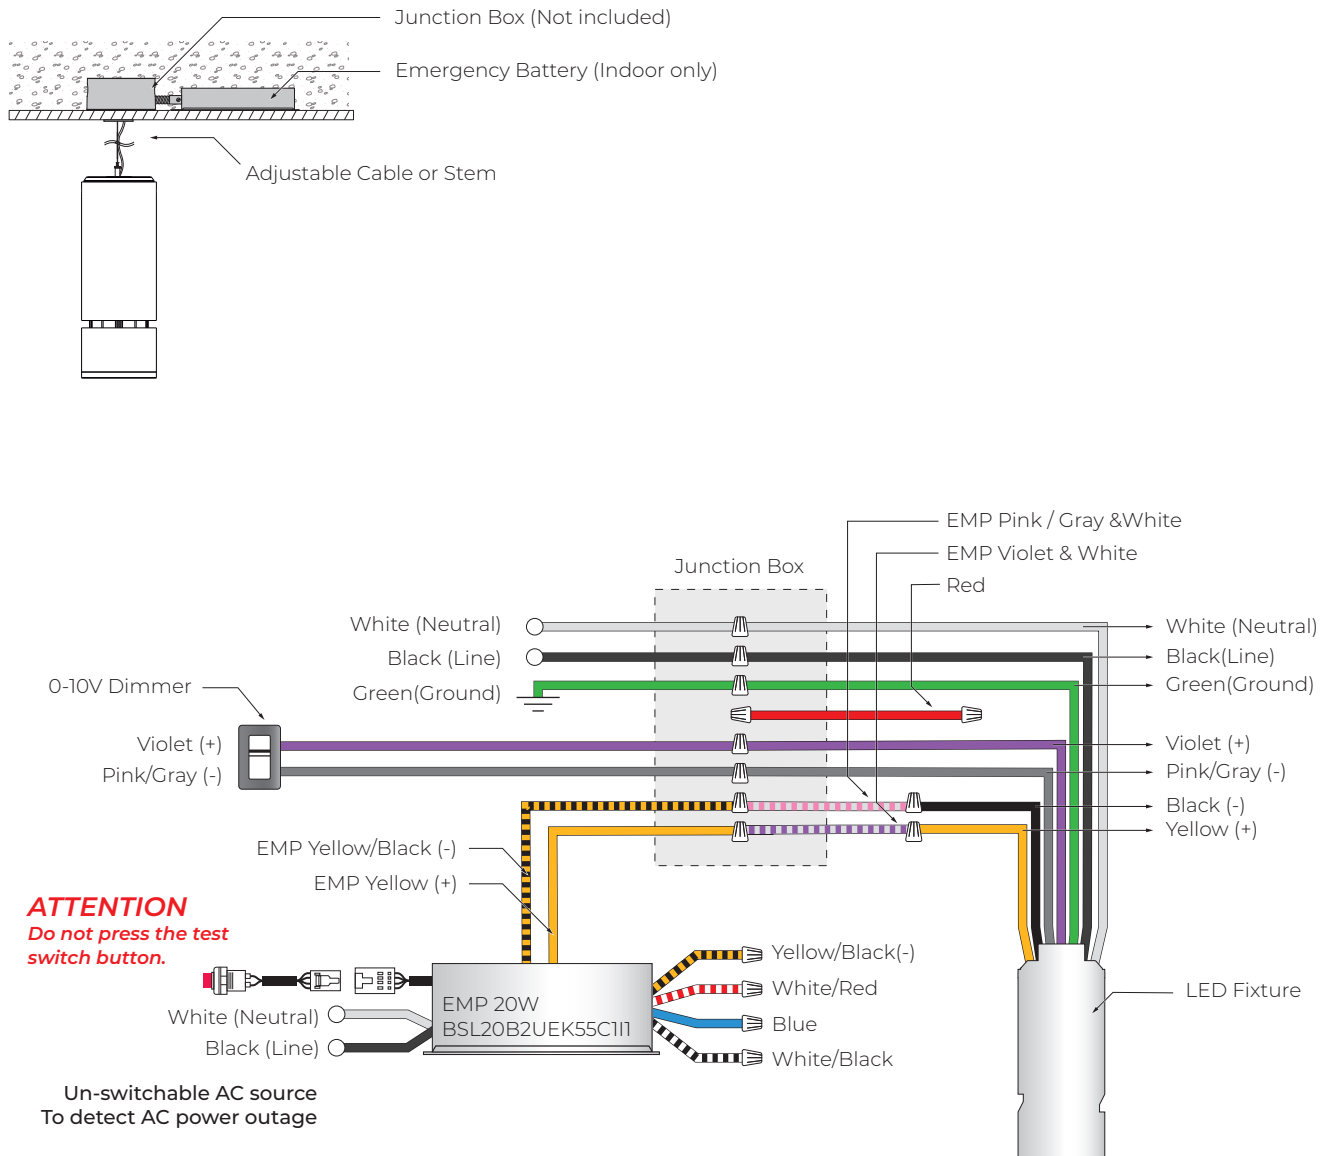 Junction Box (Not included)
Emergency Battery (Indoor only)
Adjustable Cable or Stem
EMP Pink / Gray &White
EMP Violet & White
Red
Junction Box
White (Neutral)
Black (Line)
Green(Ground)
0-10V Dimmer
Violet (+)
Pink/Gray (-)
White (Neutral)
Black(Line)
Green(Ground)
Violet (+)
Pink/Gray (-)
Black (-)
Yellow (+)
EMP Yellow/Black (-)
EMP Yellow (+)
ATTENTION
Do not press the test
switch button.
White (Neutral)
Black (Line)
EMP 20W
BSL20B2UEK55C1I1
Yellow/Black(-)
White/Red
Blue
White/Black
LED Fixture
Un-switchable AC source
To detect AC power outage